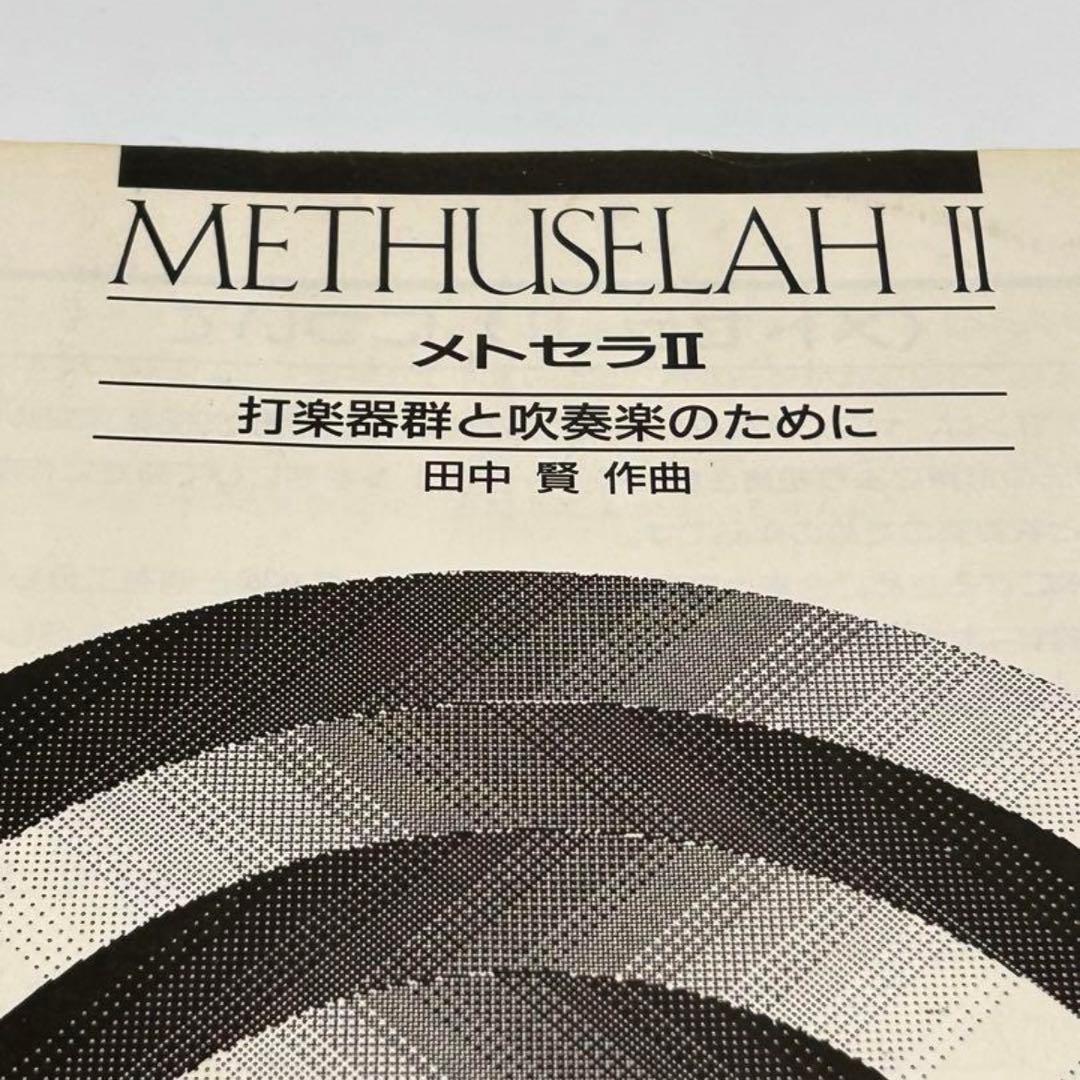 METHUSELAH II
メトセラⅡ
打楽器群と吹奏楽のために
田中 賢 作曲